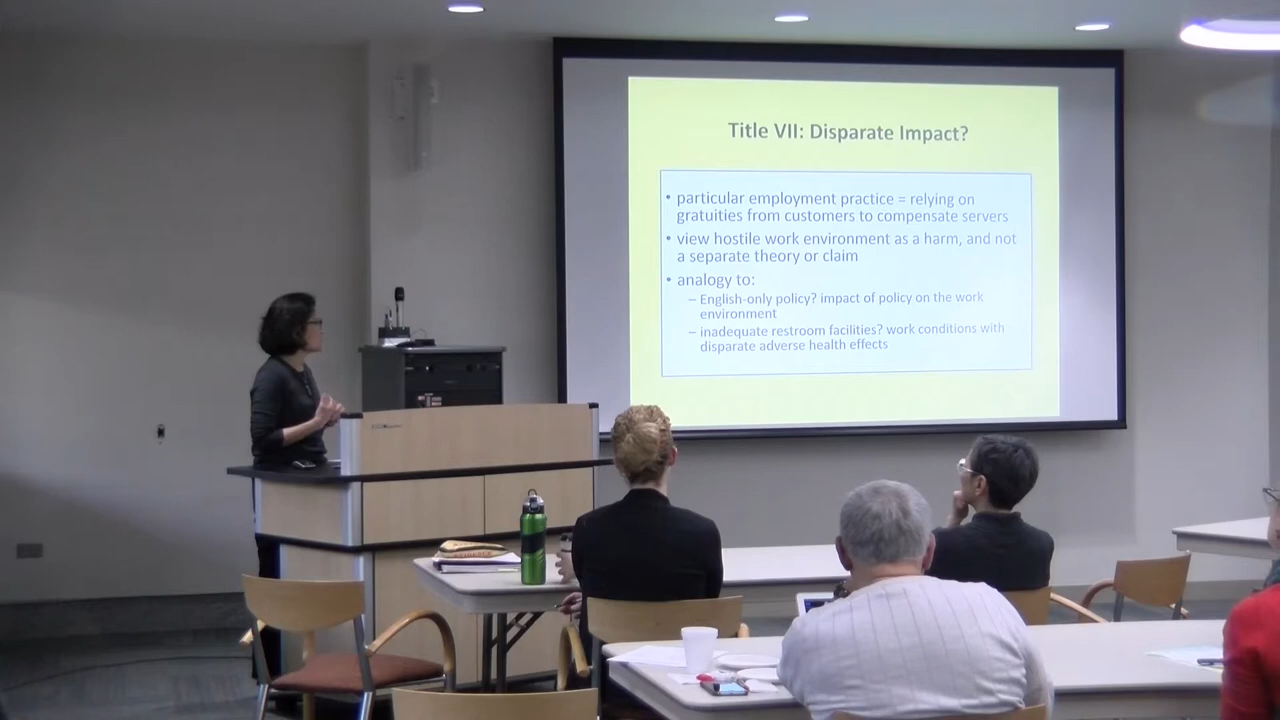 Title VII: Disparate Impact?
• particular employment practice = relying on
gratuities from customers to compensate servers
• view hostile work environment as a harm, and not
a separate theory or claim
• analogy to:
– English-only policy? impact of policy on the work
environment
– inadequate restroom facilities? work conditions with
disparate adverse health effects